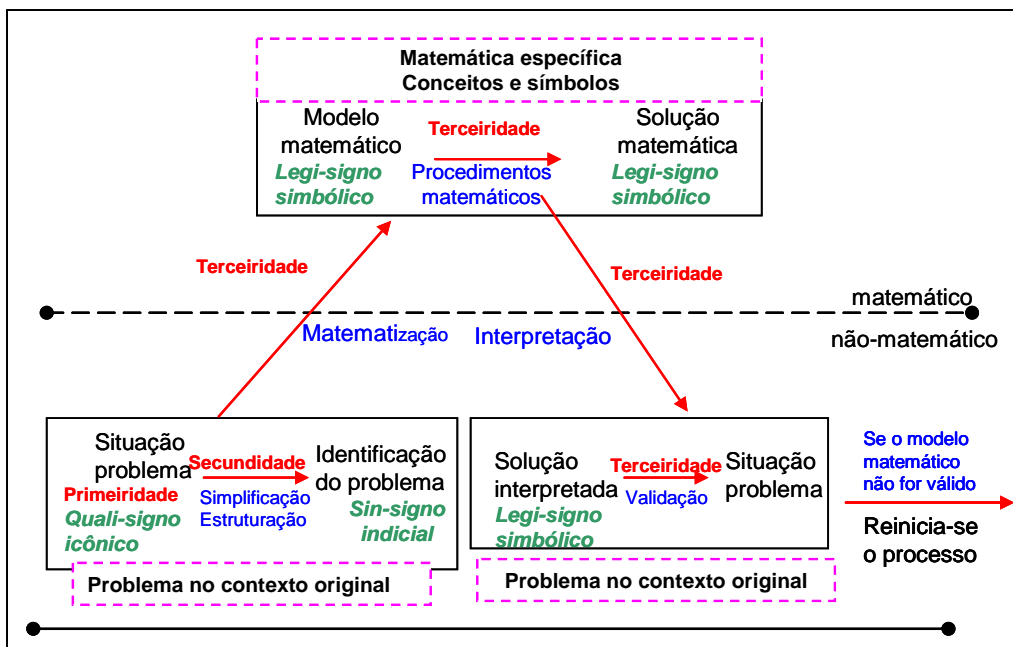 Matemática específica
Conceitos e símbolos
Modelo
matemático
Legi-signo
simbólico
Terceiridade
Procedimentos
matemáticos
Solução
matemática
Legi-signo
simbólico
Terceiridade
Terceiridade
matemático
não-matemático
Matematização
Interpretação
Situação
problema
Primeiridade
Quali-signo
icônico
Secundidade
Simplificação
Estruturação
Identificação
do problema
Sin-signo
indicial
Problema no contexto original
Solução
interpretada
Legi-signo
simbólico
Terceiridade
Validação
Situação
problema
Problema no contexto original
Se o modelo
matemático
não for válido
Reinicia-se
o processo